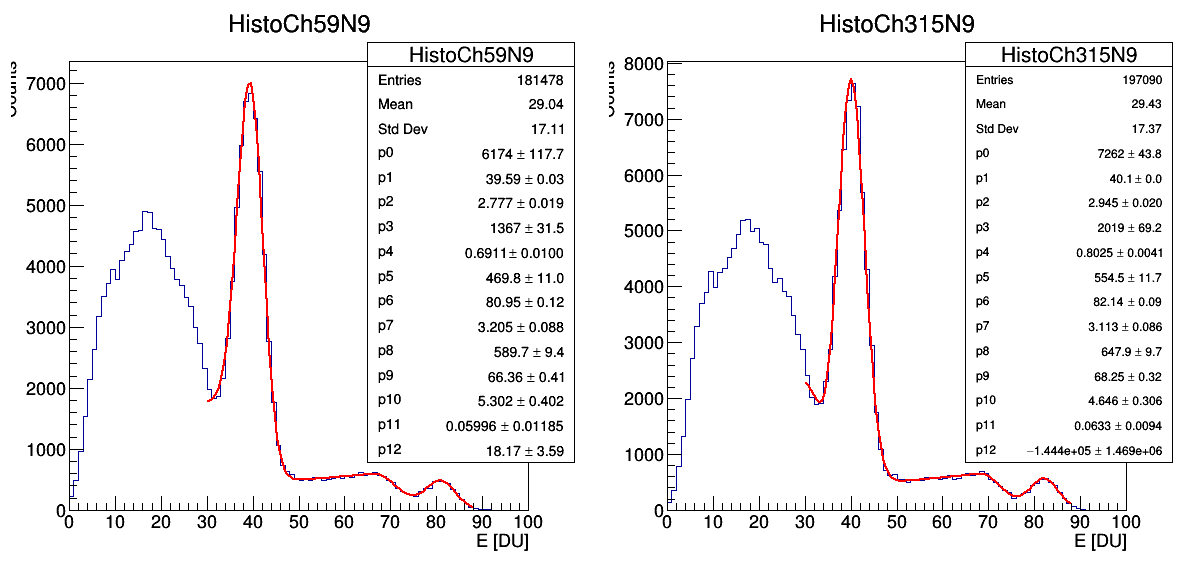 HistoCh59N9
HistoCh59N9
Entries 181478
Mean 29.04
Std Dev 17.11
p0 6174 ± 117.7
p1 39.59 ± 0.03
p2 2.777 ± 0.019
p3 1367 ± 31.5
p4 0.6911 ± 0.0100
p5 469.8 ± 11.0
p6 80.95 ± 0.12
p7 3.205 ± 0.088
p8 589.7 ± 9.4
p9 66.36 ± 0.41
p10 5.302 ± 0.402
p11 0.05996 ± 0.01185
p12 18.17 ± 3.59
7000
6000
5000
4000
3000
2000
1000
0
0 10 20 30 40 50 60 70 80 90 100
E [DU]
HistoCh315N9
HistoCh315N9
Entries 197090
Mean 29.43
Std Dev 17.37
p0 7262 ± 43.8
p1 40.1 ± 0.0
p2 2.945 ± 0.020
p3 2019 ± 69.2
p4 0.8025 ± 0.0041
p5 554.5 ± 11.7
p6 82.14 ± 0.09
p7 3.113 ± 0.086
p8 647.9 ± 9.7
p9 68.25 ± 0.32
p10 4.646 ± 0.306
p11 0.0633 ± 0.0094
p12 −1.444e+05 ± 1.469e+06
8000
7000
6000
5000
4000
3000
2000
1000
0
0 10 20 30 40 50 60 70 80 90 100
E [DU]